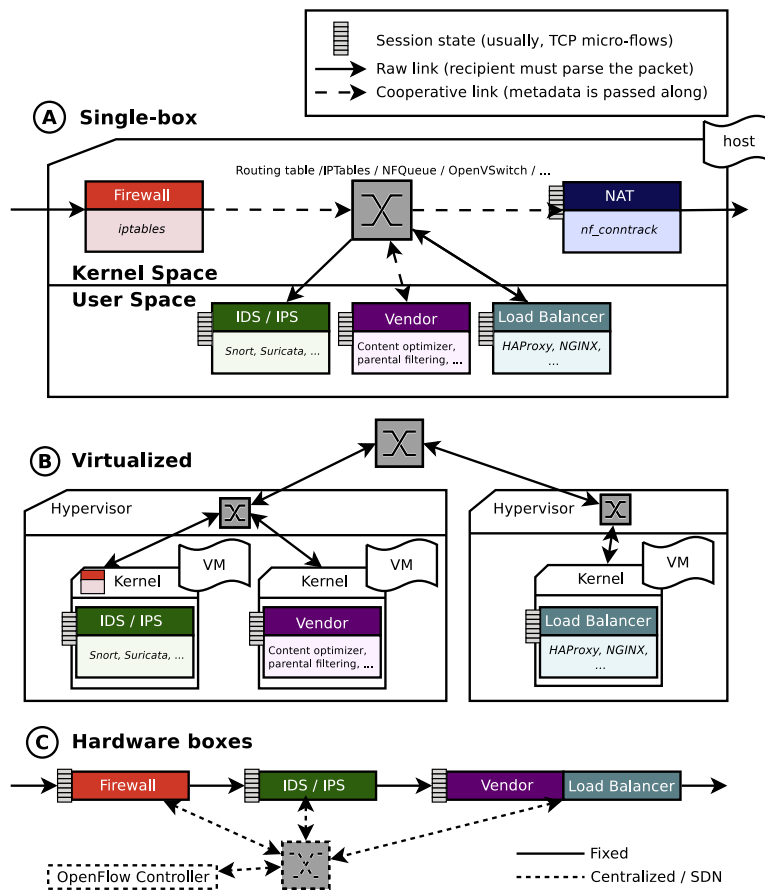 Session state (usually, TCP micro-flows)
Raw link (recipient must parse the packet)
Cooperative link (metadata is passed along)
A Single-box
host
Routing table /IPTables / NFQueue / OpenVSwitch / ...
Firewall
iptables
NAT
nf_conntrack
Kernel Space
User Space
IDS / IPS
Snort, Suricata, ...
Vendor
Content optimizer,
parental filtering, ...
Load Balancer
HAProxy, NGINX,
...
B Virtualized
Hypervisor
VM
Kernel
IDS / IPS
Snort, Suricata, ...
VM
Kernel
Vendor
Content optimizer,
parental filtering, ...
Hypervisor
VM
Kernel
Load Balancer
HAProxy, NGINX,
...
C Hardware boxes
Firewall
IDS / IPS
Vendor
Load Balancer
OpenFlow Controller
Fixed
Centralized / SDN